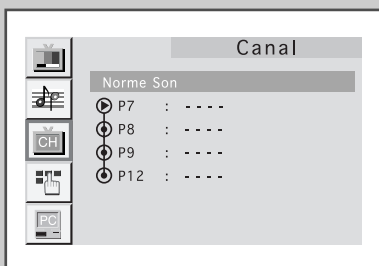 Canal
Norme Son
P7 : - - - -
P8 : - - - -
CH
P9 : - - - -
P12 : - - - -
PC